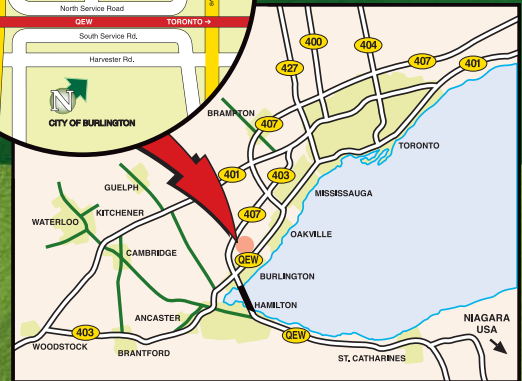 North Service Road
QEW TORONTO →
South Service Rd.
Harvester Rd.
N
CITY OF BURLINGTON
400
404
427
407
401
BRAMPTON
407
TORONTO
401
403
GUELPH
MISSISSAUGA
KITCHENER
407
WATERLOO
OAKVILLE
CAMBRIDGE
QEW
BURLINGTON
HAMILTON
ANCASTER
NIAGARA
USA
403
QEW
WOODSTOCK
BRANTFORD
ST. CATHARINES